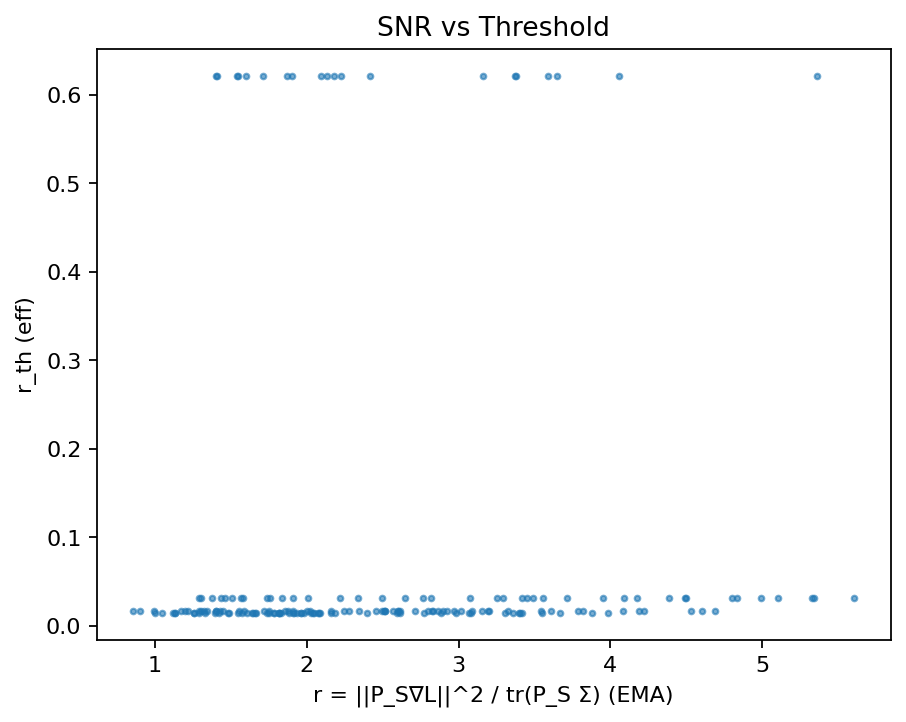 SNR vs Threshold
0.6
0.5
0.4
0.3
0.2
0.1
0.0
r_th (eff)
1 2 3 4 5
r = ||P_S∇L||^2 / tr(P_S Σ) (EMA)